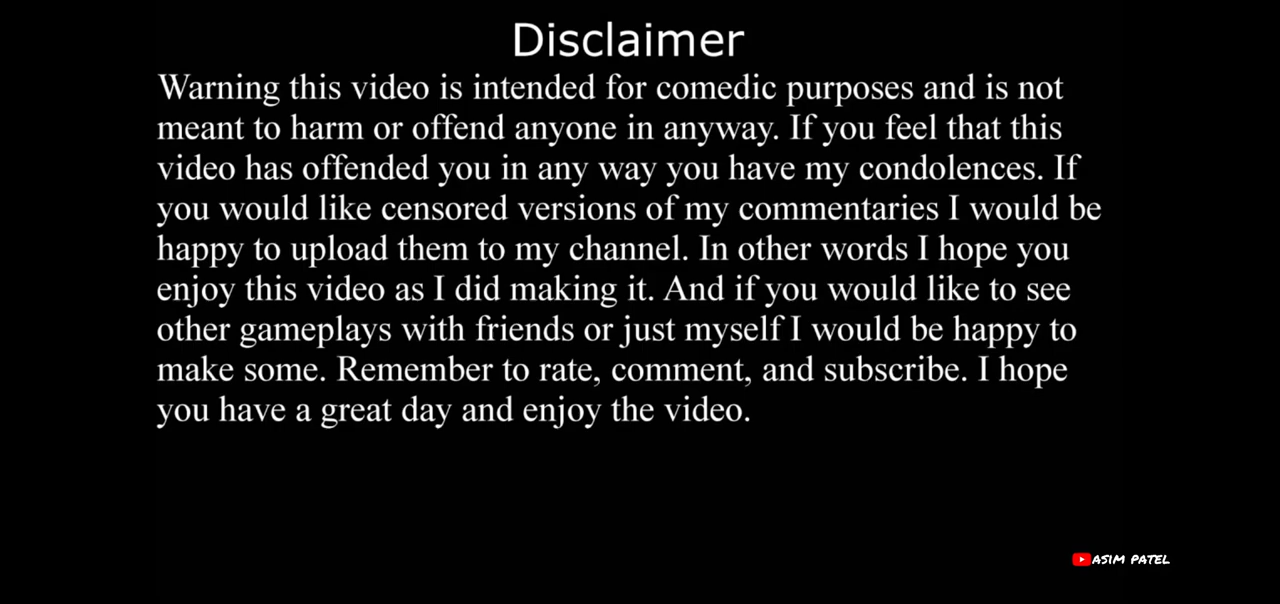 Disclaimer
Warning this video is intended for comedic purposes and is not
meant to harm or offend anyone in anyway. If you feel that this
video has offended you in any way you have my condolences. If
you would like censored versions of my commentaries I would be
happy to upload them to my channel. In other words I hope you
enjoy this video as I did making it. And if you would like to see
other gameplays with friends or just myself I would be happy to
make some. Remember to rate, comment, and subscribe. I hope
you have a great day and enjoy the video.
ASIM PATEL